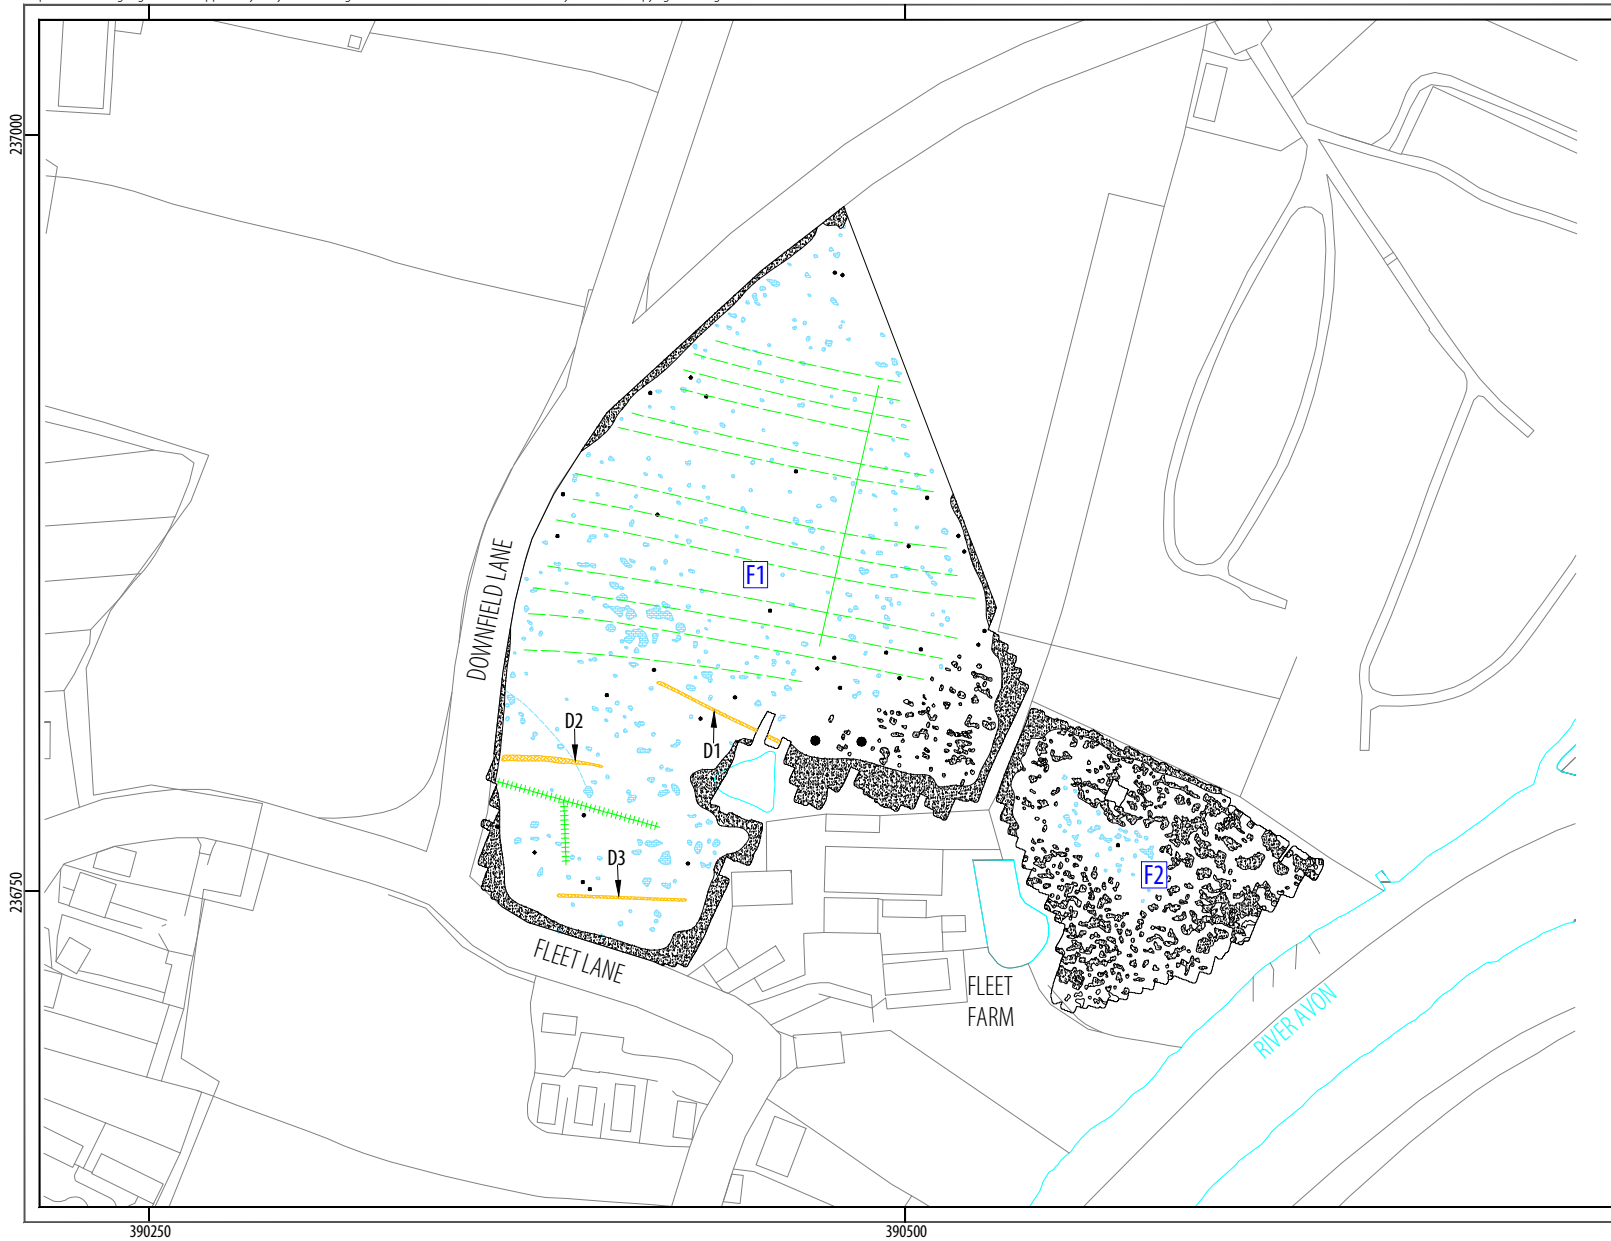 237000
F1
DOWNFIELD LANE
D2
D1
D3
F2
236750
FLEET LANE
FLEET
FARM
RIVER AVON
390250
390500